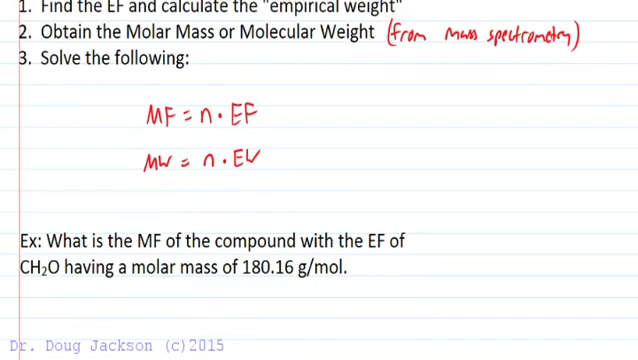 1. Find the EF and calculate the "empirical weight"
2. Obtain the Molar Mass or Molecular Weight (from mass spectrometry)
3. Solve the following:
MF = n · EF
MW = n · EW
Ex: What is the MF of the compound with the EF of
CH₂O having a molar mass of 180.16 g/mol.
Dr. Doug Jackson (c)2015